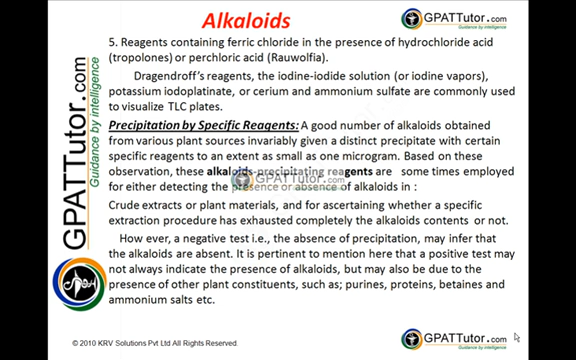 Alkaloids
GPATTutor.com
Guidance by intelligence
5. Reagents containing ferric chloride in the presence of hydrochloric acid
(tropolones) or perchloric acid (Rauwolfia).
Dragendroff's reagents, the iodine-iodide solution (or iodine vapors),
potassium iodoplatinate, or cerium and ammonium sulfate are commonly used
to visualize TLC plates.
Precipitation by Specific Reagents: A good number of alkaloids obtained
from various plant sources invariably given a distinct precipitate with certain
specific reagents to an extent as small as one microgram. Based on these
observation, these alkaloids-precipitating reagents are some times employed
for either detecting the presence or absence of alkaloids in :
Crude extracts or plant materials, and for ascertaining whether a specific
extraction procedure has exhausted completely the alkaloids contents or not.
How ever, a negative test i.e., the absence of precipitation, may infer that
the alkaloids are absent. It is pertinent to mention here that a positive test may
not always indicate the presence of alkaloids, but may also be due to the
presence of other plant constituents, such as; purines, proteins, betaines and
ammonium salts etc.
GPATTutor.com
Guidance by intelligence
© 2010 KRV Solutions Pvt Ltd All Rights Reserved.
GPATTutor.com
Guidance by intelligence